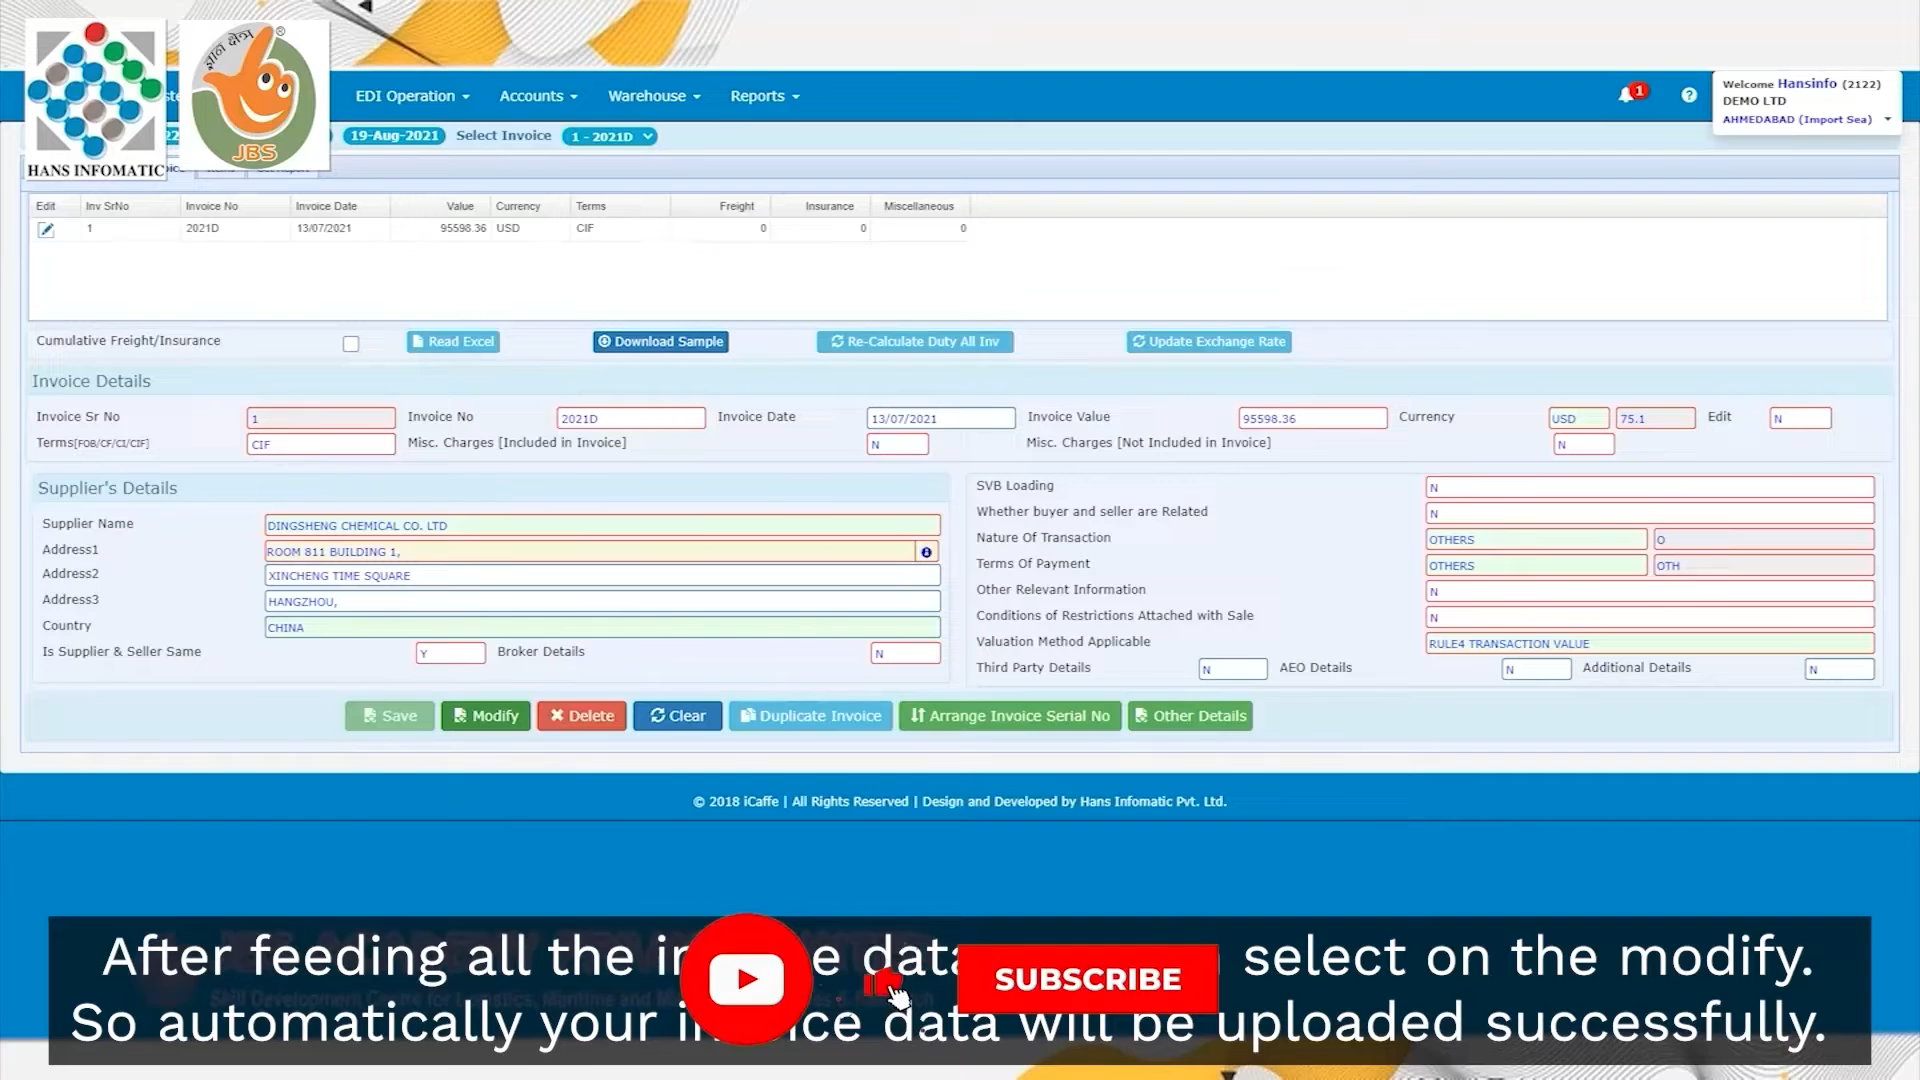 ज्ञान क्षेत्र
®
JBS
HANS INFOMATIC
EDI Operation
Accounts
Warehouse
Reports
1
Welcome Hansinfo (2122)
DEMO LTD
AHMEDABAD (Import Sea)
19-Aug-2021
Select Invoice
1 - 2021D
Edit Inv SrNo Invoice No Invoice Date Value Currency Terms Freight Insurance Miscellaneous
1 2021D 13/07/2021 95598.36 USD CIF 0 0 0
Cumulative Freight/Insurance Read Excel Download Sample Re-Calculate Duty All Inv Update Exchange Rate
Invoice Details
Invoice Sr No 1 Invoice No 2021D Invoice Date 13/07/2021 Invoice Value 95598.36 Currency USD 75.1 Edit N
Terms[FOB/CF/CI/CIF] CIF Misc. Charges [Included in Invoice] N Misc. Charges [Not Included in Invoice] N
Supplier's Details
Supplier Name DINGSHENG CHEMICAL CO. LTD
Address1 ROOM 811 BUILDING 1,
Address2 XINCHENG TIME SQUARE
Address3 HANGZHOU,
Country CHINA
Is Supplier & Seller Same Y Broker Details N
SVB Loading N
Whether buyer and seller are Related N
Nature Of Transaction OTHERS O
Terms Of Payment OTHERS OTH
Other Relevant Information N
Conditions of Restrictions Attached with Sale N
Valuation Method Applicable RULE4 TRANSACTION VALUE
Third Party Details N AEO Details N Additional Details N
Save Modify Delete Clear Duplicate Invoice Arrange Invoice Serial No Other Details
© 2018 iCaffe | All Rights Reserved | Design and Developed by Hans Infomatic Pvt. Ltd.
After feeding all the select on the modify.
SUBSCRIBE
So automatically your data will be uploaded successfully.